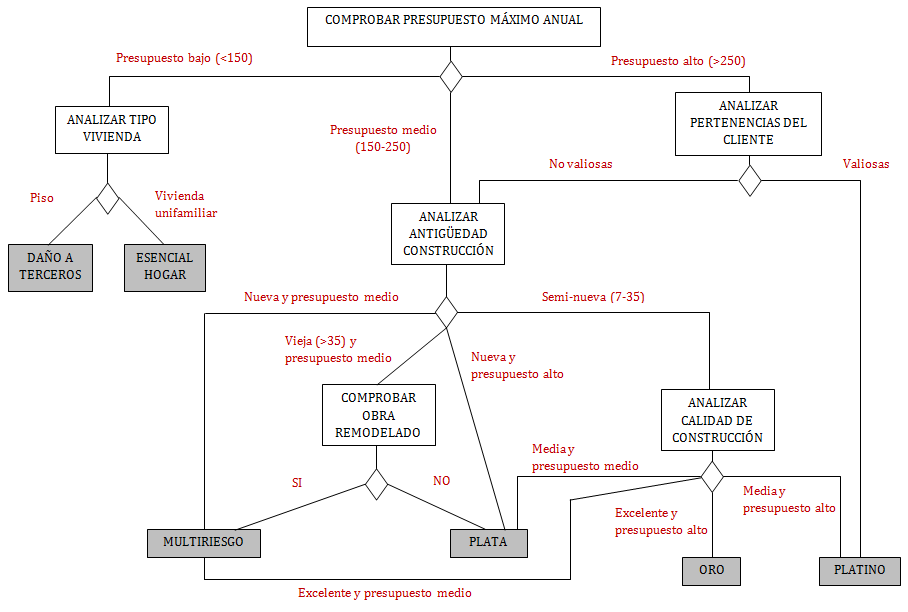 COMPROBAR PRESUPUESTO MÁXIMO ANUAL
Presupuesto bajo (<150)
Presupuesto alto (>250)
ANALIZAR TIPO
VIVIENDA
Presupuesto medio
(150-250)
ANALIZAR
PERTENENCIAS DEL
CLIENTE
No valiosas
Valiosas
Piso
Vivienda
unifamiliar
ANALIZAR
ANTIGÜEDAD
CONSTRUCCIÓN
DAÑO A
TERCEROS
ESENCIAL
HOGAR
Nueva y presupuesto medio
Semi-nueva (7-35)
Vieja (>35) y
presupuesto medio
Nueva y
presupuesto alto
COMPROBAR
OBRA
REMODELADO
ANALIZAR
CALIDAD DE
CONSTRUCCIÓN
Media y
presupuesto medio
SI
NO
Excelente y
presupuesto alto
Media y
presupuesto alto
MULTIRIESGO
PLATA
ORO
PLATINO
Excelente y presupuesto medio